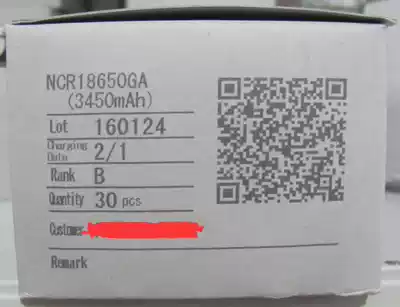 NCR18650GA
(3450mAh)
Lot 160124
Charging Date 2/1
Rank B
Quantity 30 pcs
Customer
Remark